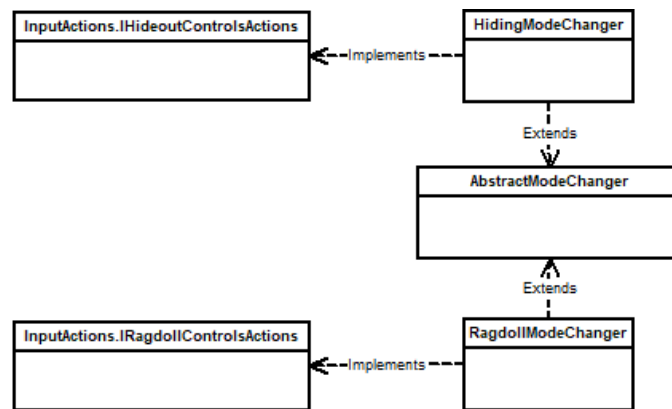 InputActions.IHideoutControlsActions
Implements
HidingModeChanger
Extends
AbstractModeChanger
Extends
InputActions.IRagdollControlsActions
Implements
RagdollModeChanger